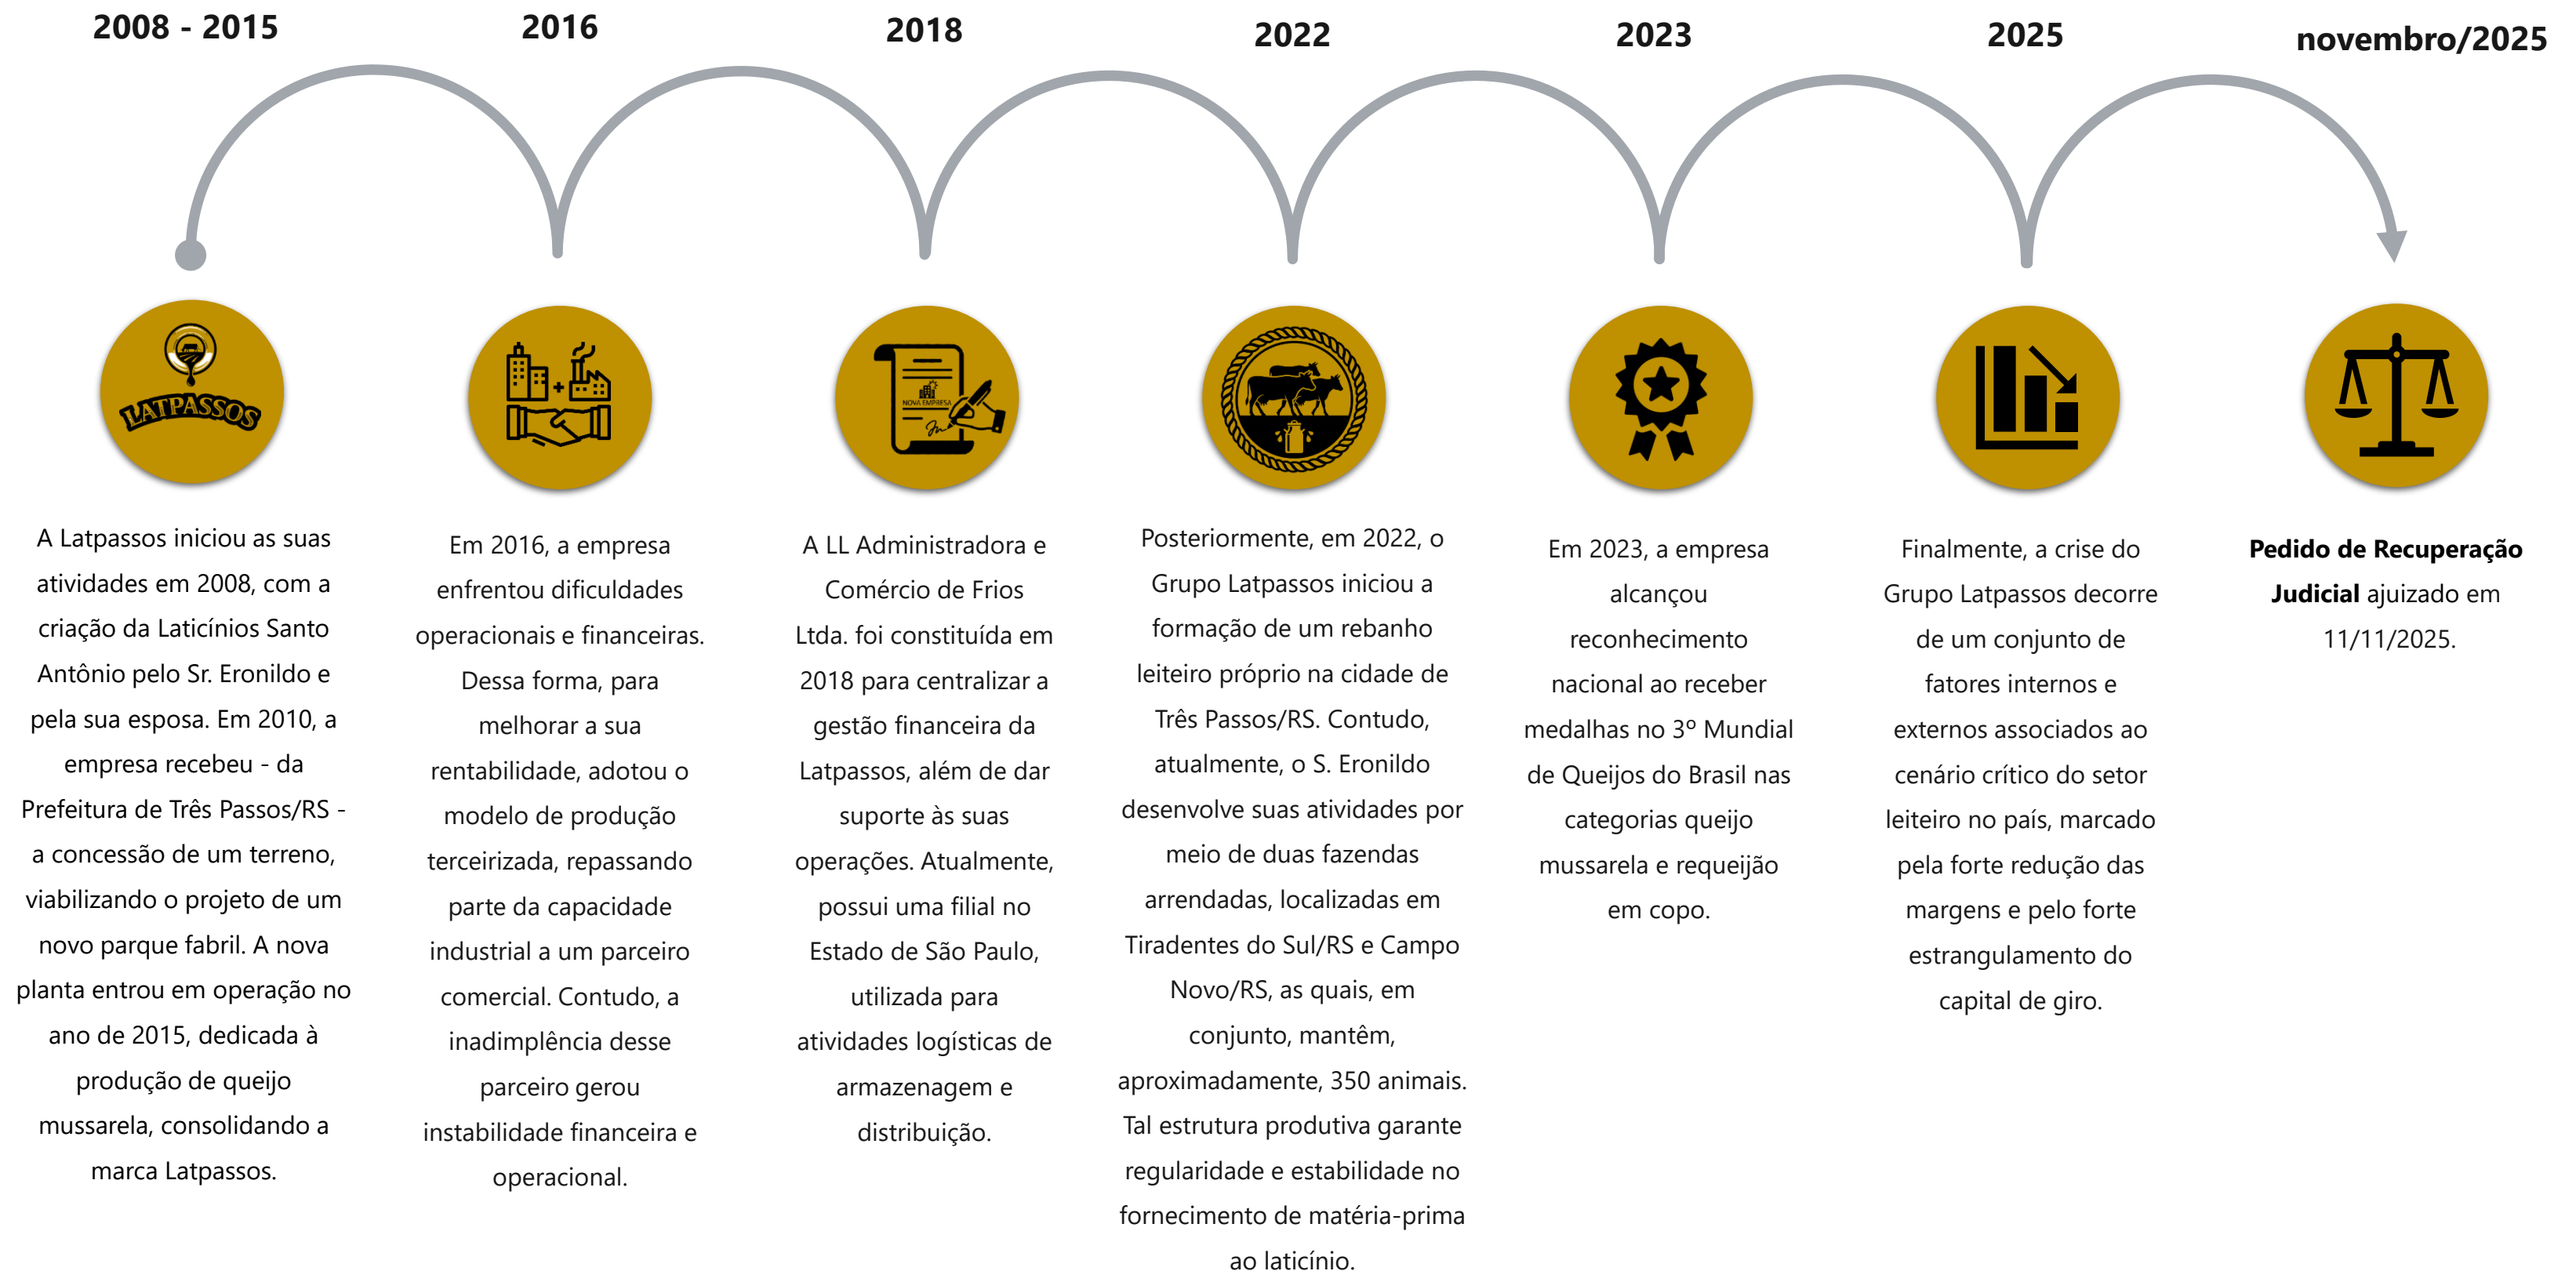 2008 - 2015
2016
2018
2022
2023
2025
novembro/2025
LATPASSOS
NOVA EMPRESA
A Latpassos iniciou as suas
atividades em 2008, com a
criação da Laticínios Santo
Antônio pelo Sr. Eronildo e
pela sua esposa. Em 2010, a
empresa recebeu - da
Prefeitura de Três Passos/RS -
a concessão de um terreno,
viabilizando o projeto de um
novo parque fabril. A nova
planta entrou em operação no
ano de 2015, dedicada à
produção de queijo
mussarela, consolidando a
marca Latpassos.
Em 2016, a empresa
enfrentou dificuldades
operacionais e financeiras.
Dessa forma, para
melhorar a sua
rentabilidade, adotou o
modelo de produção
terceirizada, repassando
parte da capacidade
industrial a um parceiro
comercial. Contudo, a
inadimplência desse
parceiro gerou
instabilidade financeira e
operacional.
A LL Administradora e
Comércio de Frios
Ltda. foi constituída em
2018 para centralizar a
gestão financeira da
Latpassos, além de dar
suporte às suas
operações. Atualmente,
possui uma filial no
Estado de São Paulo,
utilizada para
atividades logísticas de
armazenagem e
distribuição.
Posteriormente, em 2022, o
Grupo Latpassos iniciou a
formação de um rebanho
leiteiro próprio na cidade de
Três Passos/RS. Contudo,
atualmente, o S. Eronildo
desenvolve suas atividades por
meio de duas fazendas
arrendadas, localizadas em
Tiradentes do Sul/RS e Campo
Novo/RS, as quais, em
conjunto, mantêm,
aproximadamente, 350 animais.
Tal estrutura produtiva garante
regularidade e estabilidade no
fornecimento de matéria-prima
ao laticínio.
Em 2023, a empresa
alcançou
reconhecimento
nacional ao receber
medalhas no 3º Mundial
de Queijos do Brasil nas
categorias queijo
mussarela e requeijão
em copo.
Finalmente, a crise do
Grupo Latpassos decorre
de um conjunto de
fatores internos e
externos associados ao
cenário crítico do setor
leiteiro no país, marcado
pela forte redução das
margens e pelo forte
estrangulamento do
capital de giro.
Pedido de Recuperação
Judicial ajuizado em
11/11/2025.